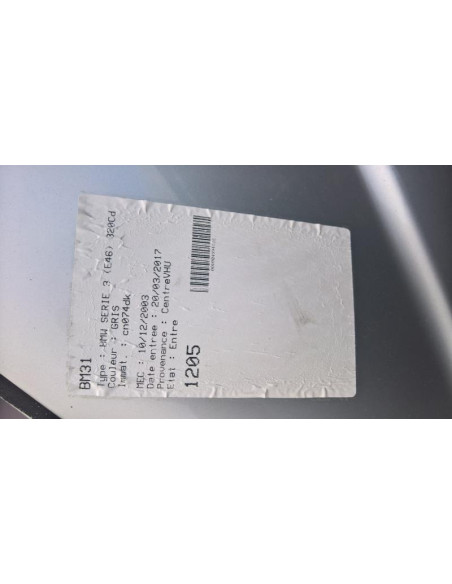 BM31
Type : BMW SERIE 3 (E46) 320Cd
Couleur : GRIS
Immat. : cn074dk
MEC : 10/12/2003
Date entree : 20/03/2017
Provenance : CentreVHU
Etat : Entre
1205